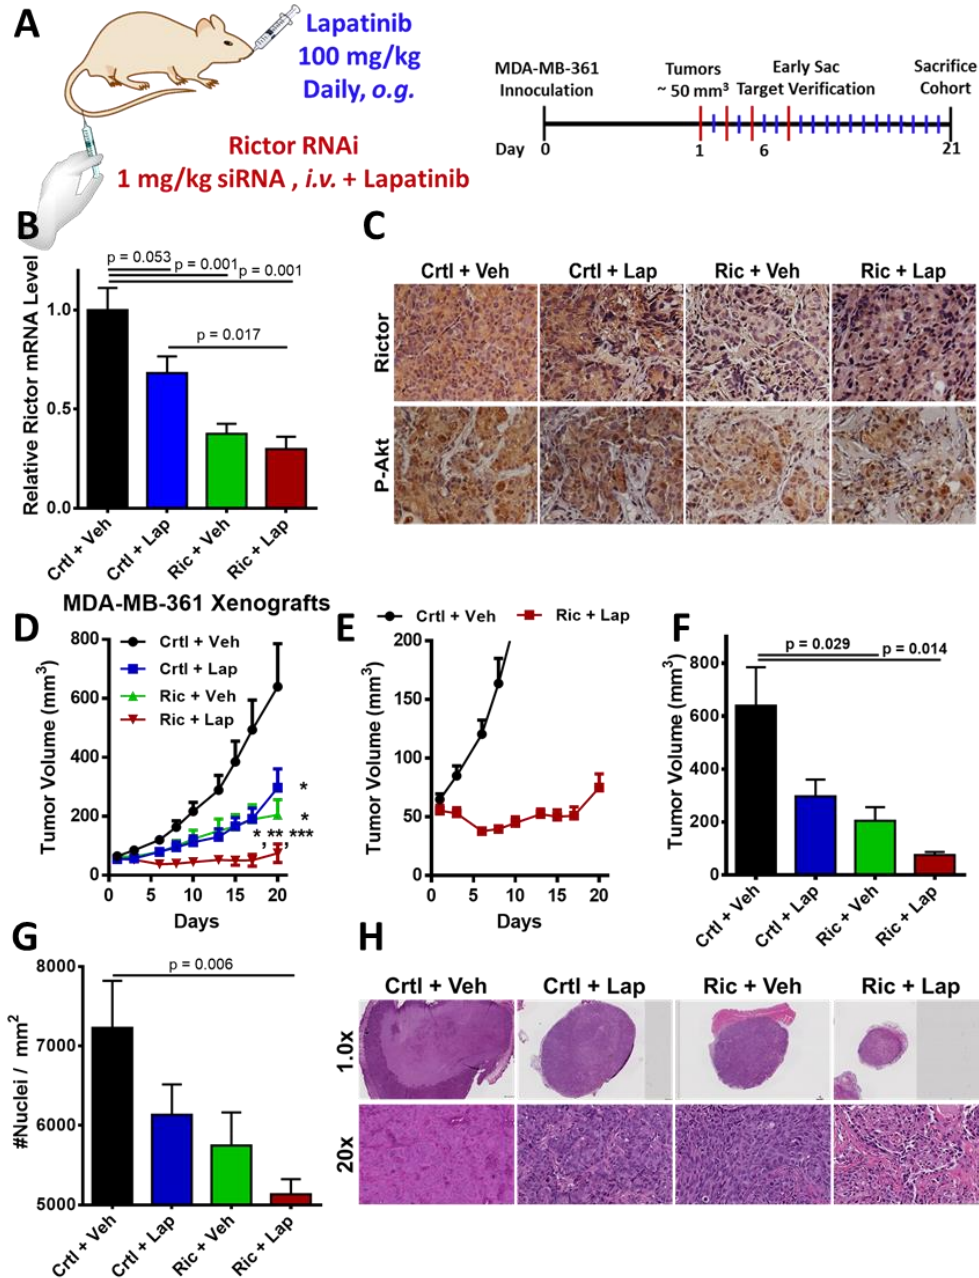 A
Lapatinib
100 mg/kg
Daily, o.g.
Rictor RNAi
1 mg/kg siRNA , i.v. + Lapatinib
MDA-MB-361
Innoculation
Tumors
~ 50 mm³
Early Sac
Target Verification
Sacrifice
Cohort
Day
0
1
6
21
B
Relative Rictor mRNA Level
p = 0.053
p = 0.001
p = 0.001
p = 0.017
1.0
0.5
0.0
Crtl + Veh
Crtl + Lap
Ric + Veh
Ric + Lap
C
Crtl + Veh
Crtl + Lap
Ric + Veh
Ric + Lap
Rictor
P-Akt
MDA-MB-361 Xenografts
D
Tumor Volume (mm³)
800
600
400
200
0
Crtl + Veh
Crtl + Lap
Ric + Veh
Ric + Lap
*
*
*,**,***
0
5
10
15
20
Days
E
Crtl + Veh
Ric + Lap
Tumor Volume (mm³)
200
150
100
50
0
0
5
10
15
20
Days
F
Tumor Volume (mm³)
p = 0.029
p = 0.014
800
600
400
200
0
Crtl + Veh
Crtl + Lap
Ric + Veh
Ric + Lap
G
#Nuclei / mm²
p = 0.006
8000
7000
6000
5000
Crtl + Veh
Crtl + Lap
Ric + Veh
Ric + Lap
H
Crtl + Veh
Crtl + Lap
Ric + Veh
Ric + Lap
1.0x
20x